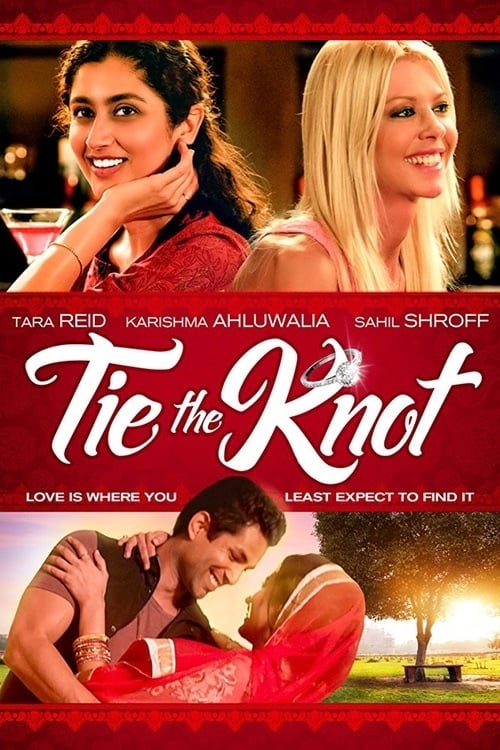 TARA REID KARISHMA AHLUWALIA SAHIL SHROFF
Tie the Knot
LOVE IS WHERE YOU LEAST EXPECT TO FIND IT